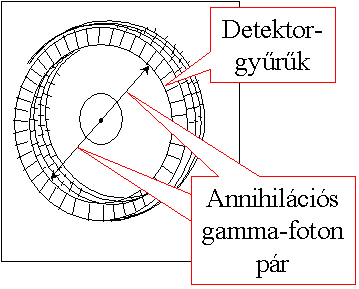 Detektor-
gyűrűk
Annihilációs
gamma-foton
pár